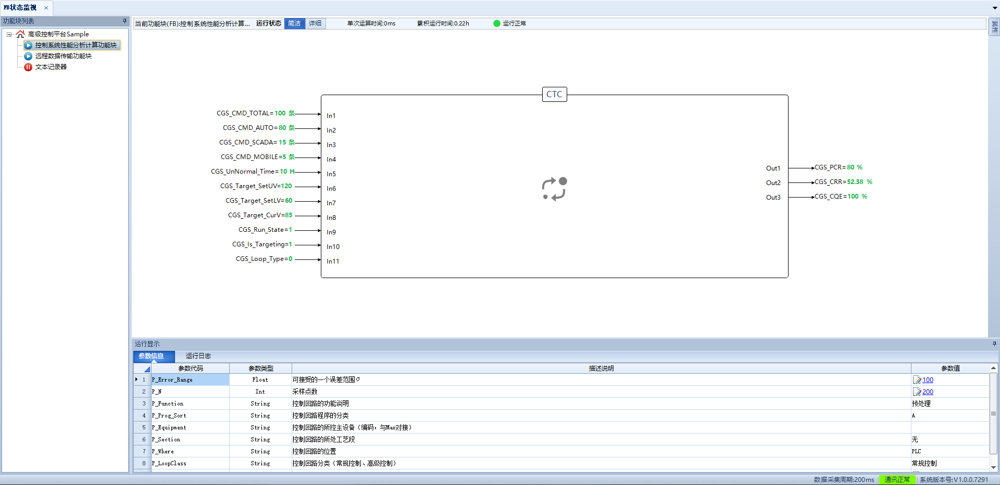 FB状态监视
功能块列表
高级控制平台Sample
控制系统性能分析计算功能块
远程数据传输功能块
文本记录器
当前功能块(FB):控制系统性能分析计算... 运行状态 简洁 详细 单次运算时间:0ms 累积运行时间:0.22h 运行正常
属性
CTC
CGS_CMD_TOTAL=100 条 In1
CGS_CMD_AUTO=80 条 In2
CGS_CMD_SCADA=15 条 In3
CGS_CMD_MOBILE=5 条 In4
CGS_UnNormal_Time=10 H In5
CGS_Target_SetUV=120 In6
CGS_Target_SetLV=60 In7
CGS_Target_CurV=85 In8
CGS_Run_State=1 In9
CGS_Is_Targeting=1 In10
CGS_Loop_Type=0 In11
Out1 CGS_PCR=80 %
Out2 CGS_CRR=52.38 %
Out3 CGS_CQE=100 %
运行显示
参数信息 运行日志
参数代码 参数类型 描述说明 参数值
1 P_Error_Range Float 可接受的一个误差范围σ 100
2 P_N Int 采样点数 200
3 P_Function String 控制回路的功能说明 预处理
4 P_Prog_Sort String 控制回路程序的分类 A
5 P_Equipment String 控制回路的所控主设备（编码，与Max对接）
6 P_Section String 控制回路的所处工艺段 无
7 P_Where String 控制回路的位置 PLC
8 P_LoopClass String 控制回路分类（常规控制、高级控制） 常规控制
数据采集周期:200ms 通讯正常 系统版本号:V1.0.0.7291